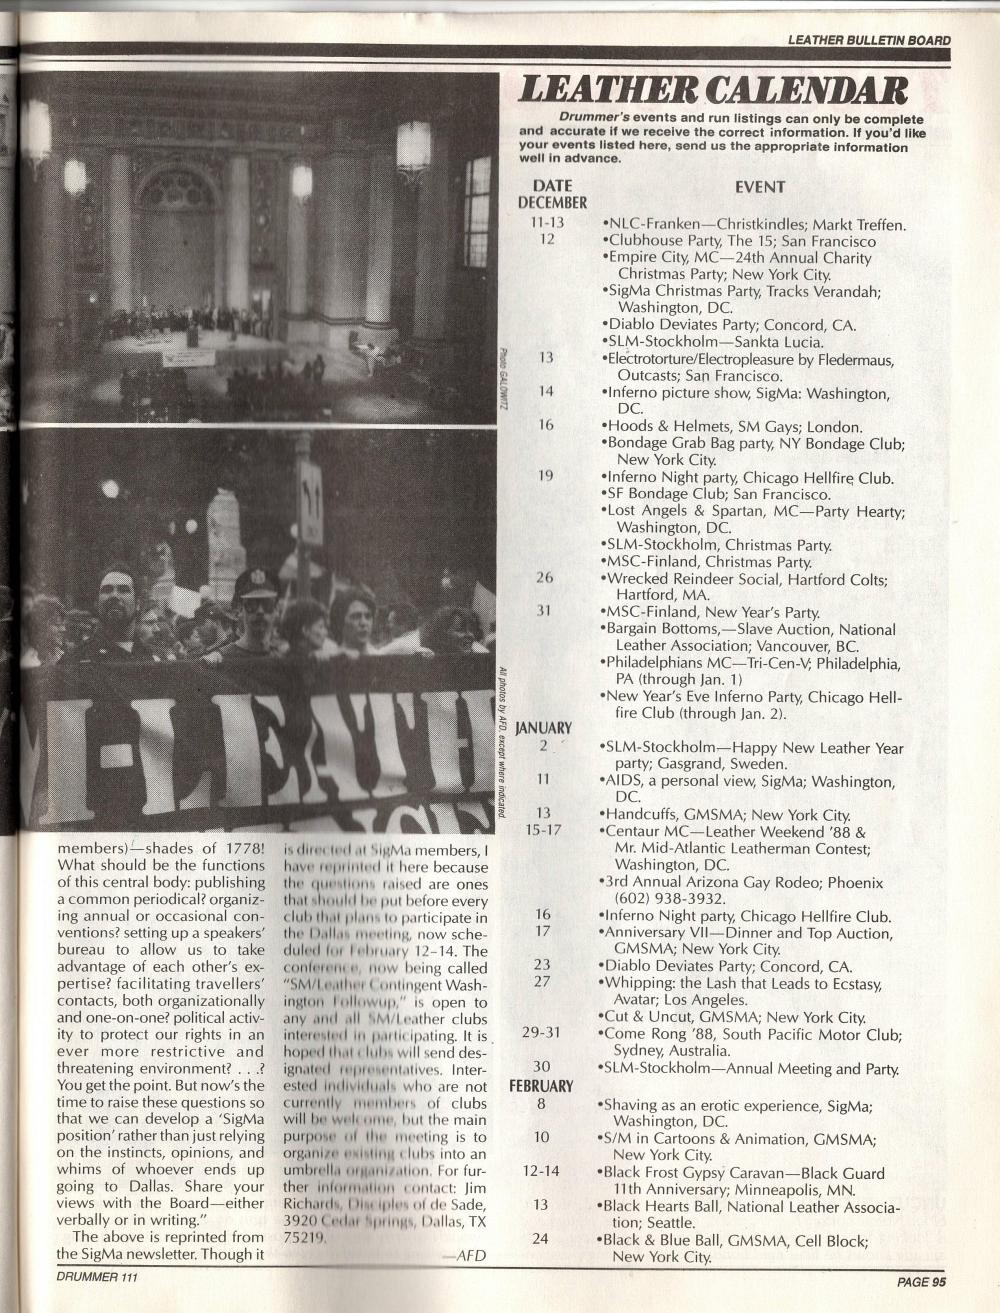 LEATHER BULLETIN BOARD
I-LEATH
Photo GALOWITZ
All photos by AFD, except where indicated
members)—shades of 1778!
What should be the functions
of this central body: publishing
a common periodical? organiz-
ing annual or occasional con-
ventions? setting up a speakers'
bureau to allow us to take
advantage of each other's ex-
pertise? facilitating travellers'
contacts, both organizationally
and one-on-one? political activ-
ity to protect our rights in an
ever more restrictive and
threatening environment? . . .?
You get the point. But now's the
time to raise these questions so
that we can develop a 'SigMa
position' rather than just relying
on the instincts, opinions, and
whims of whoever ends up
going to Dallas. Share your
views with the Board—either
verbally or in writing."
The above is reprinted from
the SigMa newsletter. Though it
is directed at SigMa members, I
have reprinted it here because
the questions raised are ones
that should be put before every
club that plans to participate in
the Dallas meeting, now sche-
duled for February 12–14. The
conference, now being called
"SM/Leather Contingent Wash-
ington Followup," is open to
any and all SM/Leather clubs
interested in participating. It is
hoped that clubs will send des-
ignated representatives. Inter-
ested individuals who are not
currently members of clubs
will be welcome, but the main
purpose of the meeting is to
organize existing clubs into an
umbrella organization. For fur-
ther information contact: Jim
Richards, Disciples of de Sade,
3920 Cedar Springs, Dallas, TX
75219.
—AFD
LEATHER CALENDAR
Drummer's events and run listings can only be complete
and accurate if we receive the correct information. If you'd like
your events listed here, send us the appropriate information
well in advance.
DATE EVENT
DECEMBER
11-13 •NLC-Franken—Christkindles; Markt Treffen.
12 •Clubhouse Party, The 15; San Francisco
•Empire City, MC—24th Annual Charity
Christmas Party; New York City.
•SigMa Christmas Party, Tracks Verandah;
Washington, DC.
•Diablo Deviates Party; Concord, CA.
•SLM-Stockholm—Sankta Lucia.
13 •Electrotorture/Electropleasure by Fledermaus,
Outcasts; San Francisco.
14 •Inferno picture show, SigMa: Washington,
DC.
16 •Hoods & Helmets, SM Gays; London.
•Bondage Grab Bag party, NY Bondage Club;
New York City.
19 •Inferno Night party, Chicago Hellfire Club.
•SF Bondage Club; San Francisco.
•Lost Angels & Spartan, MC—Party Hearty;
Washington, DC.
•SLM-Stockholm, Christmas Party.
•MSC-Finland, Christmas Party.
26 •Wrecked Reindeer Social, Hartford Colts;
Hartford, MA.
31 •MSC-Finland, New Year's Party.
•Bargain Bottoms,—Slave Auction, National
Leather Association; Vancouver, BC.
•Philadelphians MC—Tri-Cen-V; Philadelphia,
PA (through Jan. 1)
•New Year's Eve Inferno Party, Chicago Hell-
fire Club (through Jan. 2).
JANUARY
2 •SLM-Stockholm—Happy New Leather Year
party; Gasgrand, Sweden.
11 •AIDS, a personal view, SigMa; Washington,
DC.
13 •Handcuffs, GMSMA; New York City.
15-17 •Centaur MC—Leather Weekend '88 &
Mr. Mid-Atlantic Leatherman Contest;
Washington, DC.
•3rd Annual Arizona Gay Rodeo; Phoenix
(602) 938-3932.
16 •Inferno Night party, Chicago Hellfire Club.
17 •Anniversary VII—Dinner and Top Auction,
GMSMA; New York City.
23 •Diablo Deviates Party; Concord, CA.
27 •Whipping: the Lash that Leads to Ecstasy,
Avatar; Los Angeles.
•Cut & Uncut, GMSMA; New York City.
29-31 •Come Rong '88, South Pacific Motor Club;
Sydney, Australia.
30 •SLM-Stockholm—Annual Meeting and Party.
FEBRUARY
8 •Shaving as an erotic experience, SigMa;
Washington, DC.
10 •S/M in Cartoons & Animation, GMSMA;
New York City.
12-14 •Black Frost Gypsy Caravan—Black Guard
11th Anniversary; Minneapolis, MN.
13 •Black Hearts Ball, National Leather Associa-
tion; Seattle.
24 •Black & Blue Ball, GMSMA, Cell Block;
New York City.
DRUMMER 111
PAGE 95